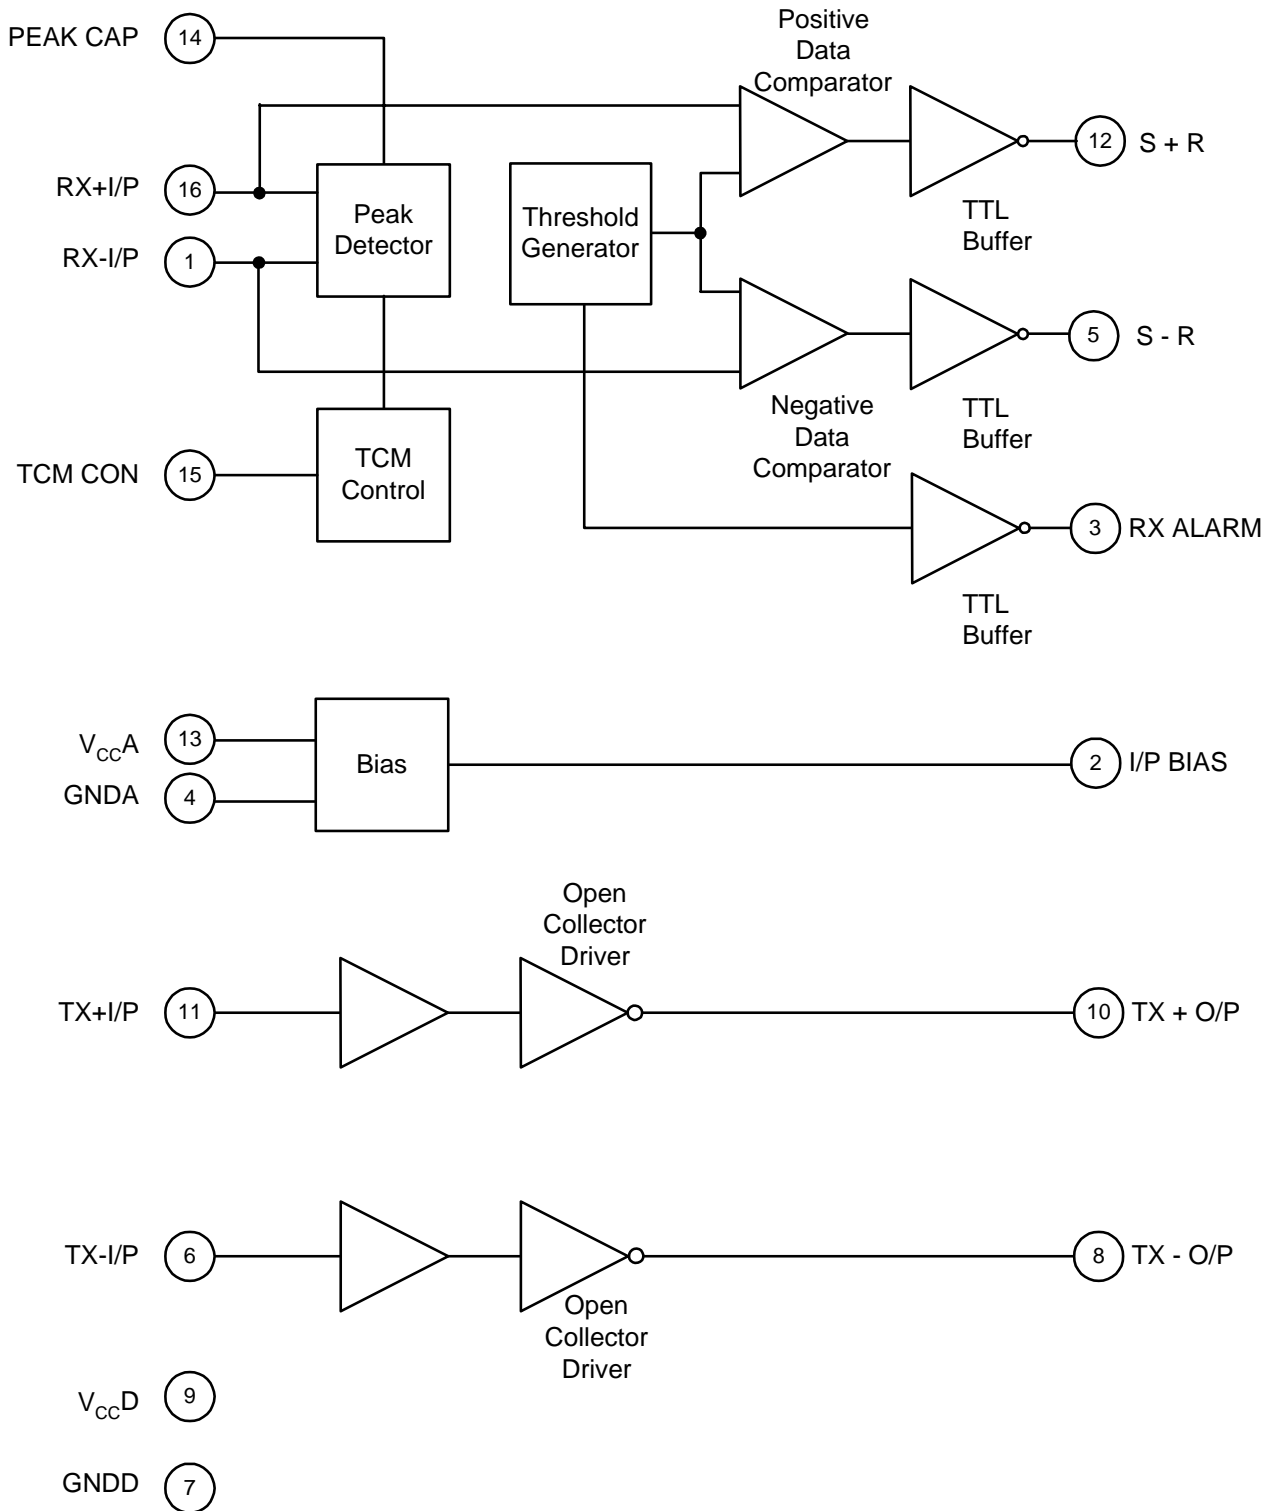 PEAK CAP
14
Positive
Data
Comparator
12
S + R
RX+I/P
16
Peak
Detector
Threshold
Generator
TTL
Buffer
RX-I/P
1
5
S - R
Negative
Data
Comparator
TTL
Buffer
TCM CON
15
TCM
Control
3
RX ALARM
TTL
Buffer
VCCA
13
Bias
2
I/P BIAS
GNDA
4
Open
Collector
Driver
TX+I/P
11
10
TX + O/P
TX-I/P
6
8
TX - O/P
Open
Collector
Driver
VCCD
9
GNDD
7